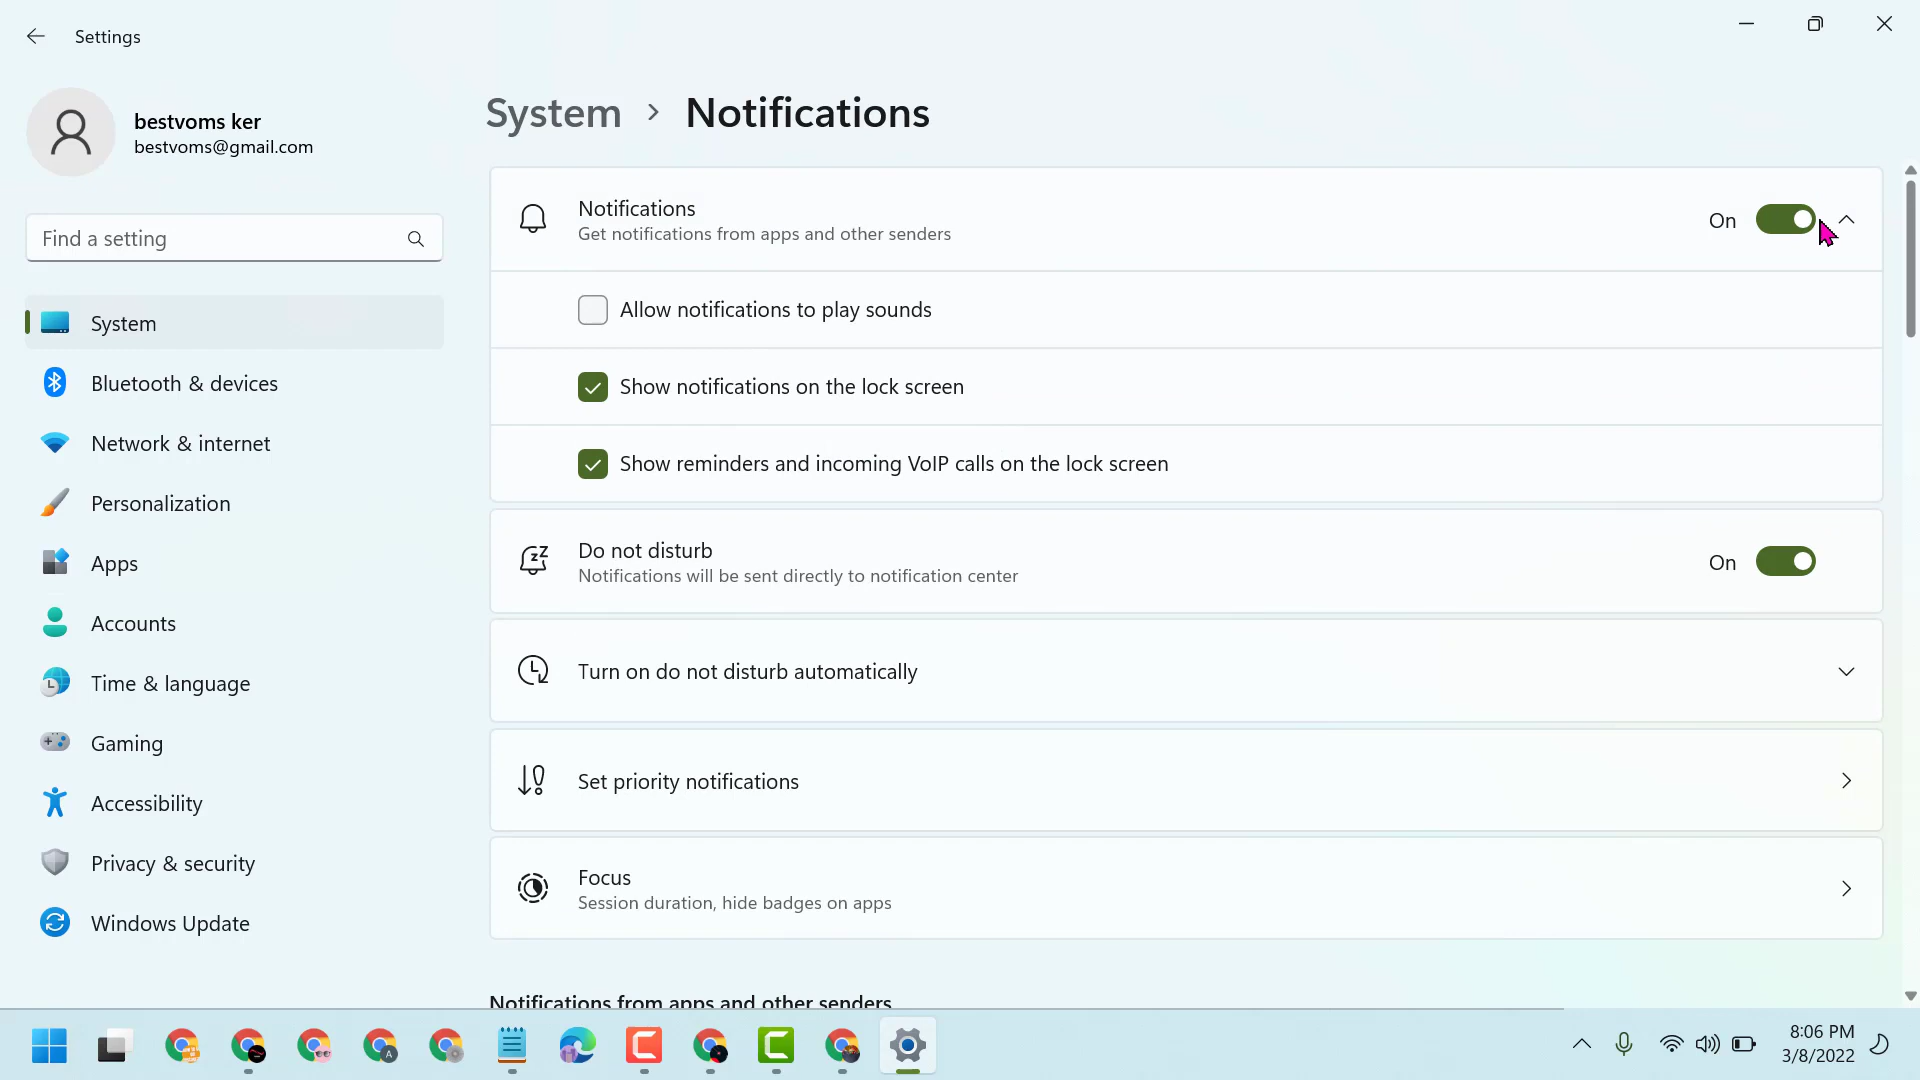 Settings
bestvoms ker
bestvoms@gmail.com
Find a setting
System
Bluetooth & devices
Network & internet
Personalization
Apps
Accounts
Time & language
Gaming
Accessibility
Privacy & security
Windows Update
System > Notifications
Notifications
Get notifications from apps and other senders
On
Allow notifications to play sounds
Show notifications on the lock screen
Show reminders and incoming VoIP calls on the lock screen
Do not disturb
Notifications will be sent directly to notification center
On
Turn on do not disturb automatically
Set priority notifications
Focus
Session duration, hide badges on apps
Notifications from apps and other senders
A
8:06 PM
3/8/2022